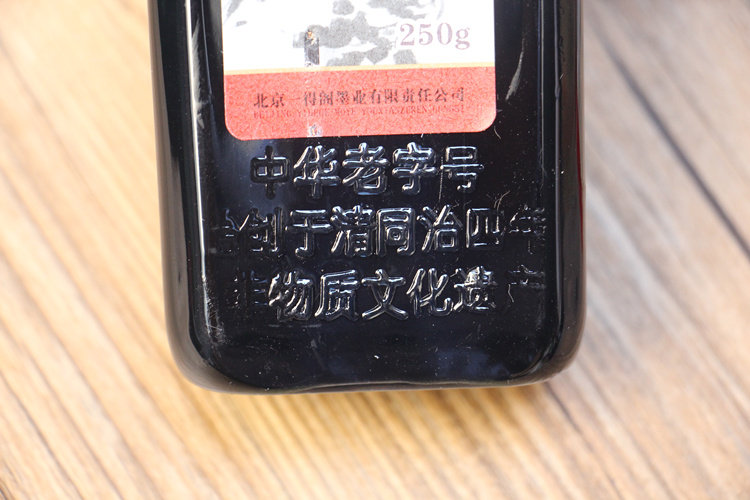 250g
北京一得阁墨业有限责任公司
中华老字号
始创于清同治四年
非物质文化遗产